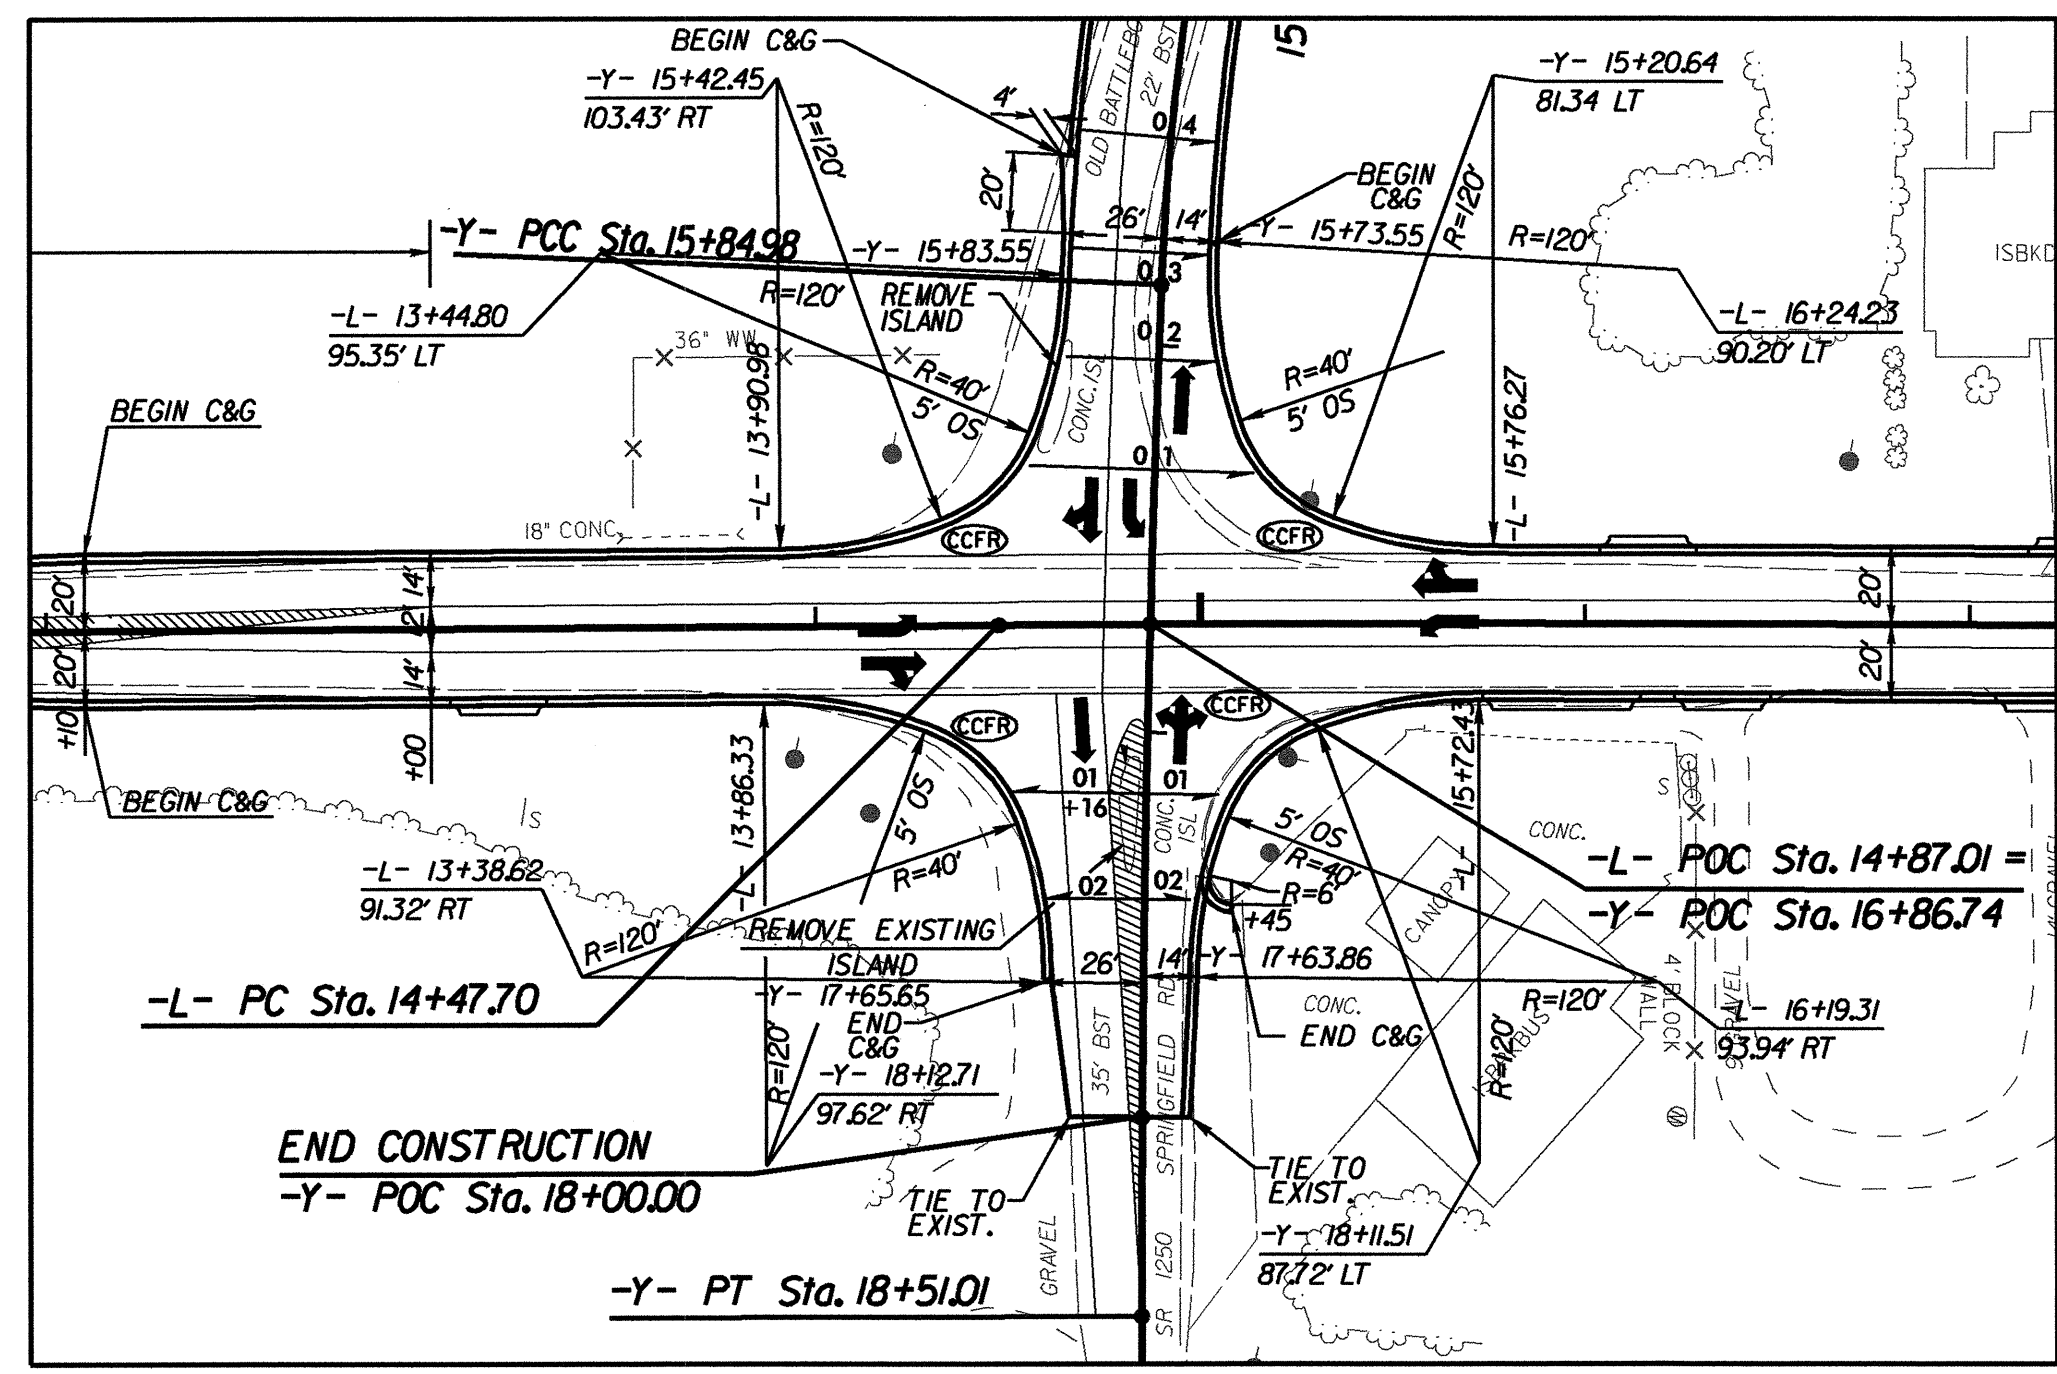 BEGIN C&G
-Y- 15+42.45
103.43' RT
R=120'
4'
20'
22' BST
15
-Y- 15+20.64
81.34 LT
R=120'
BEGIN
C&G
-Y- 15+73.55
R=120'
ISBKD
-L- 16+24.23
90.20' LT
04
26'
14'
-Y- PCC Sta. 15+84.98
-Y- 15+83.55
03
R=120'
REMOVE
ISLAND
-L- 13+44.80
95.35' LT
36" WW
02
R=40'
5' OS
CONC. ISL
R=40'
5' OS
-L- 13+90.98
-L- 15+76.27
BEGIN C&G
01
18" CONC.
CCFR
CCFR
20'
14'
12'
20'
14'
20'
20'
+10
+00
CCFR
CCFR
BEGIN C&G
S
-L- 13+86.33
5' OS
01
01
+16
CONC.
ISL
15+72.43
-L-
S
CONC.
5' OS
R=40'
-L- POC Sta. 14+87.01 =
-Y- POC Sta. 16+86.74
-L- 13+38.62
91.32' RT
R=40'
R=120'
02
02
R=6'
+45
CANOPY
REMOVE EXISTING
ISLAND
26'
14'
-Y- 17+63.86
-Y- 17+65.65
END
C&G
-L- PC Sta. 14+47.70
R=120'
CONC.
END C&G
R=120'
4' BLOCK
WALL
GRAVEL
-L- 16+19.31
93.94' RT
R=120'
35' BST
-Y- 18+12.71
97.62' RT
END CONSTRUCTION
-Y- POC Sta. 18+00.00
TIE TO
EXIST.
TIE TO
EXIST.
W
-Y- 18+11.51
87.72' LT
GRAVEL
SR 1250 SPRINGFIELD RD
-Y- PT Sta. 18+51.01